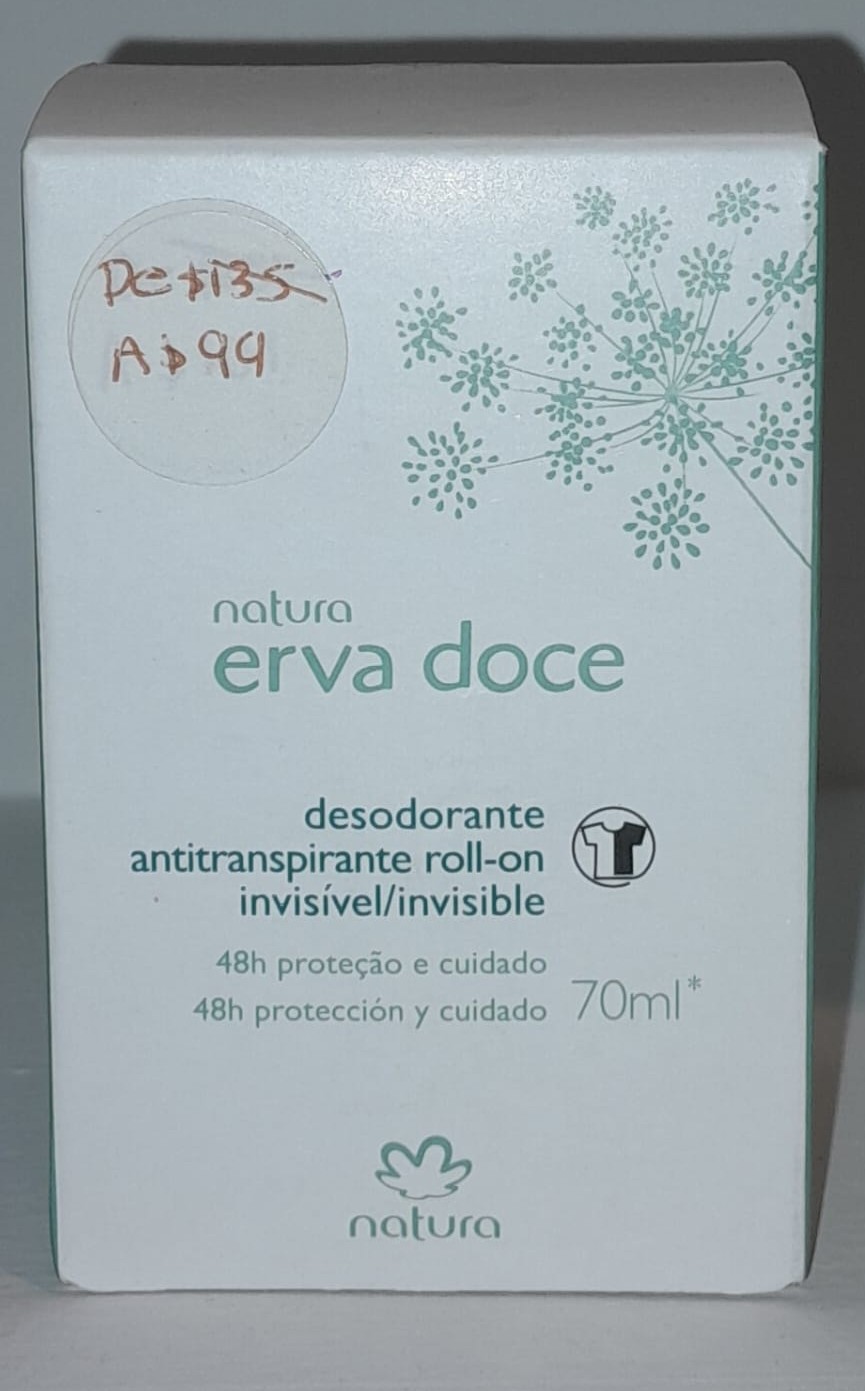 De $135
A $99
natura
erva doce
desodorante
antitranspirante roll-on
invisível/invisible
48h proteção e cuidado
48h protección y cuidado
70ml*
natura